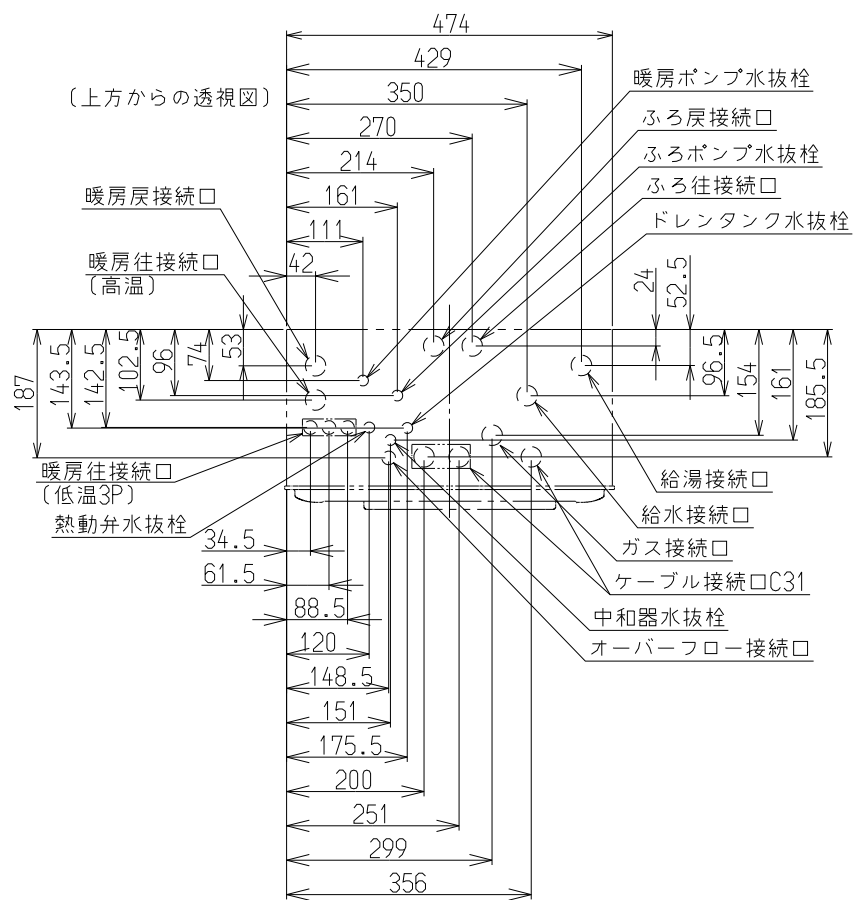 474
429
暖房ポンプ水抜栓
〔上方からの透視図〕
350
ふろ戻接続口
270
ふろポンプ水抜栓
214
ふろ往接続口
暖房戻接続口
161
ドレンタンク水抜栓
111
暖房往接続口
〔高温〕
42
24
52.5
187
143.5
142.5
102.5
96
74
53
96.5
154
161
185.5
暖房往接続口
〔低温3P〕
給湯接続口
熱動弁水抜栓
給水接続口
34.5
ガス接続口
61.5
ケーブル接続口C31
88.5
中和器水抜栓
120
オーバーフロー接続口
148.5
151
175.5
200
251
299
356